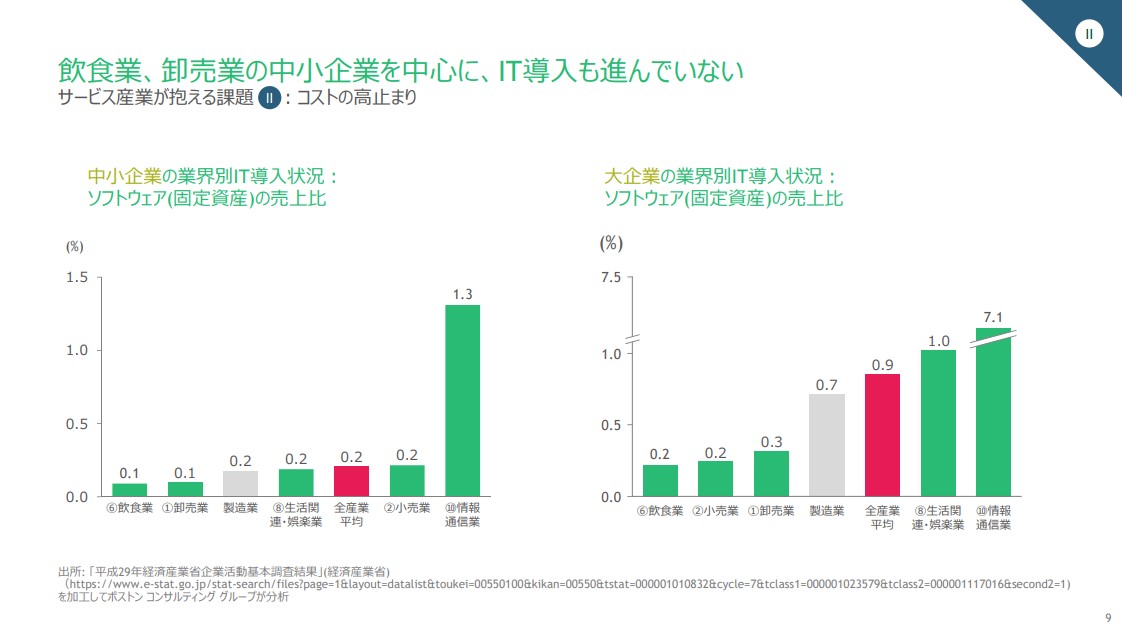 II
飲食業、卸売業の中小企業を中心に、IT導入も進んでいない
サービス産業が抱える課題 II : コストの高止まり
中小企業の業界別IT導入状況：
ソフトウェア(固定資産)の売上比
(%)
1.5
1.0
0.5
0.0
0.1
0.1
0.2
0.2
0.2
0.2
1.3
⑥飲食業
①卸売業
製造業
⑧生活関
連・娯楽業
全産業
平均
②小売業
⑩情報
通信業
大企業の業界別IT導入状況：
ソフトウェア(固定資産)の売上比
(%)
7.5
1.0
0.5
0.0
0.2
0.2
0.3
0.7
0.9
1.0
7.1
⑥飲食業
②小売業
①卸売業
製造業
全産業
平均
⑧生活関
連・娯楽業
⑩情報
通信業
出所: 「平成29年経済産業省企業活動基本調査結果」(経済産業省)
（https://www.e-stat.go.jp/stat-search/files?page=1&layout=datalist&toukei=00550100&kikan=00550&tstat=000001010832&cycle=7&tclass1=000001023579&tclass2=000001117016&second2=1)
を加工してボストン コンサルティング グループが分析
9